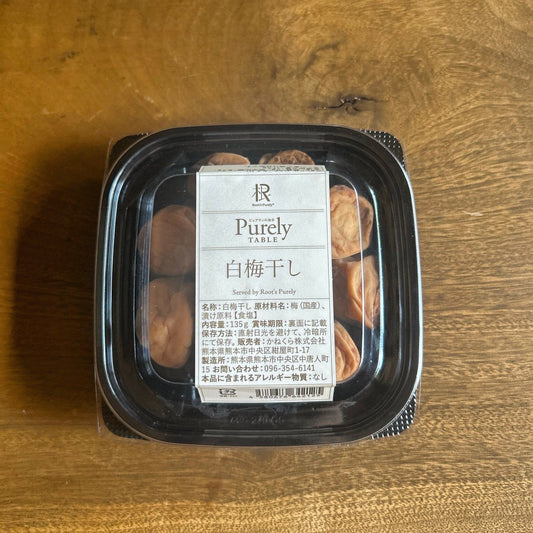 根
Root'n Purely®
ピュアリィの食卓
Purely
TABLE
白梅干し
Served by Root's Purely
名称：白梅干し 原材料名：梅（国産）、
漬け原料【食塩】
内容量：135g 賞味期限：裏面に記載
保存方法：直射日光を避けて、冷暗所
にて保存。販売者：かねくら株式会社
熊本県熊本市中央区紺屋町1-17
製造所：熊本県熊本市中央区中唐人町
15 お問い合わせ：096-354-6141
本品に含まれるアレルギー物質：なし